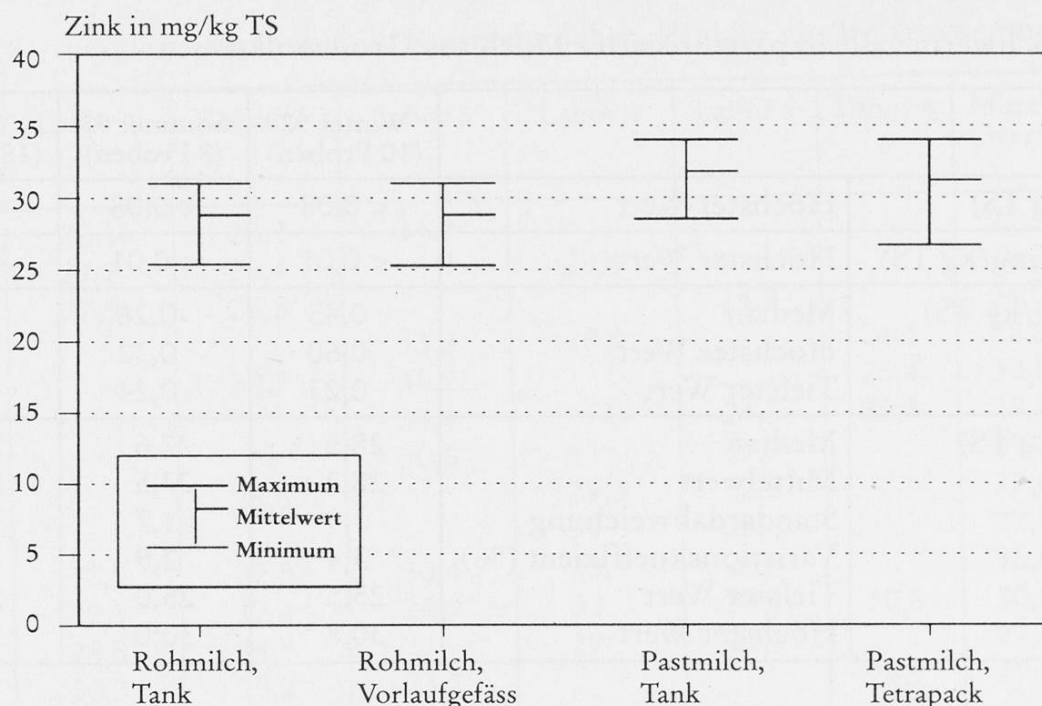 Zink in mg/kg TS
40
35
30
25
20
15
10
5
0
Maximum
Mittelwert
Minimum
Rohmilch,
Tank
Rohmilch,
Vorlaufgefäss
Pastmilch,
Tank
Pastmilch,
Tetrapack